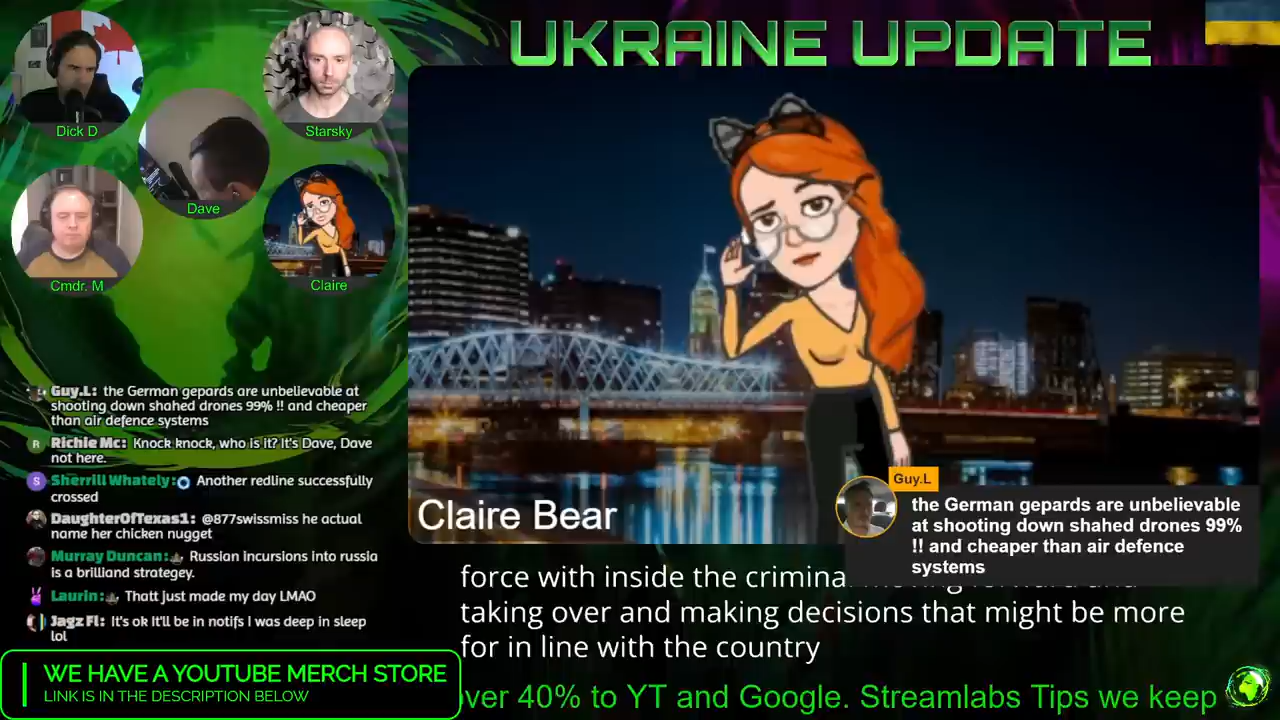 UKRAINE UPDATE
Dick D
Starsky
Dave
Cmdr. M
Claire
Guy.L: the German gepards are unbelievable at
shooting down shahed drones 99% !! and cheaper
than air defence systems
R Richie Mc: Knock knock, who is it? It's Dave, Dave
not here.
S Sherrill Whately: Another redline successfully
crossed
DaughterOfTexas1: @877swissmiss he actual
name her chicken nugget
Murray Duncan: Russian incursions into russia
is a brilliand strategey.
Laurin: Thatt just made my day LMAO
Jagz Fl: It's ok It'll be in notifs I was deep in sleep
lol
Claire Bear
Guy.L
the German gepards are unbelievable
at shooting down shahed drones 99%
!! and cheaper than air defence
systems
force with inside the criminal
taking over and making decisions that might be more
for in line with the country
WE HAVE A YOUTUBE MERCH STORE
LINK IS IN THE DESCRIPTION BELOW
over 40% to YT and Google. Streamlabs Tips we keep